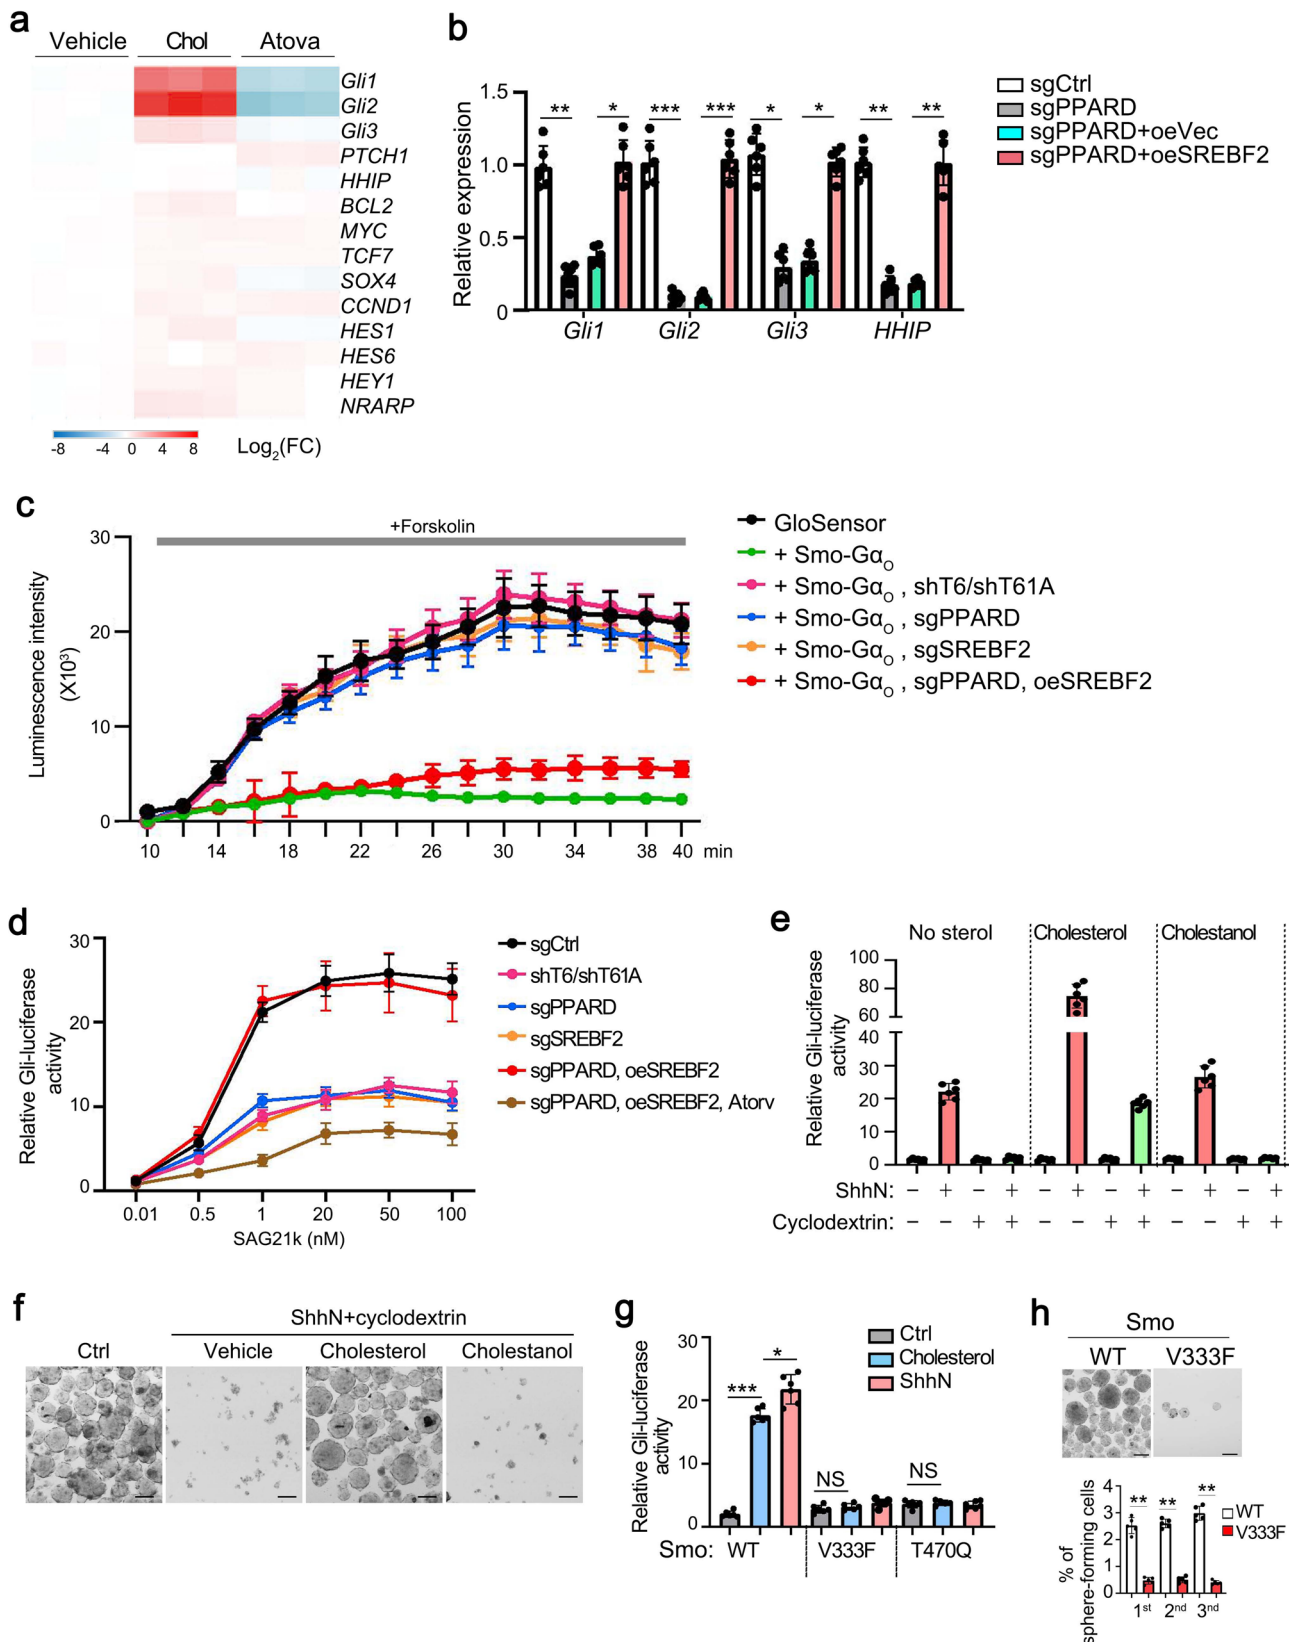 a
Vehicle Chol Atova
Gli1
Gli2
Gli3
PTCH1
HHIP
BCL2
MYC
TCF7
SOX4
CCND1
HES1
HES6
HEY1
NRARP
-8 -4 0 4 8 Log2(FC)
b
Relative expression
1.5
1.0
0.5
0
** * *** *** * * ** **
Gli1 Gli2 Gli3 HHIP
sgCtrl
sgPPARD
sgPPARD+oeVec
sgPPARD+oeSREBF2
c
+Forskolin
Luminescence intensity
(X10³)
30
20
10
0
10 14 18 22 26 30 34 38 40 min
GloSensor
+ Smo-GαO
+ Smo-GαO , shT6/shT61A
+ Smo-GαO , sgPPARD
+ Smo-GαO , sgSREBF2
+ Smo-GαO , sgPPARD, oeSREBF2
d
Relative Gli-luciferase
activity
30
20
10
0
0.01 0.5 1 20 50 100
SAG21k (nM)
sgCtrl
shT6/shT61A
sgPPARD
sgSREBF2
sgPPARD, oeSREBF2
sgPPARD, oeSREBF2, Atorv
e
No sterol Cholesterol Cholestanol
Relative Gli-luciferase
activity
100
80
60
40
30
20
10
0
ShhN: − + − + − + − + − + − +
Cyclodextrin: − − + + − − + + − − + +
f
ShhN+cyclodextrin
Ctrl Vehicle Cholesterol Cholestanol
g
Relative Gli-luciferase
activity
30
20
10
0
*** * NS NS
Ctrl
Cholesterol
ShhN
Smo: WT V333F T470Q
h
Smo
WT V333F
% of
sphere-forming cells
4
3
2
1
0
** ** **
WT
V333F
1st 2nd 3nd